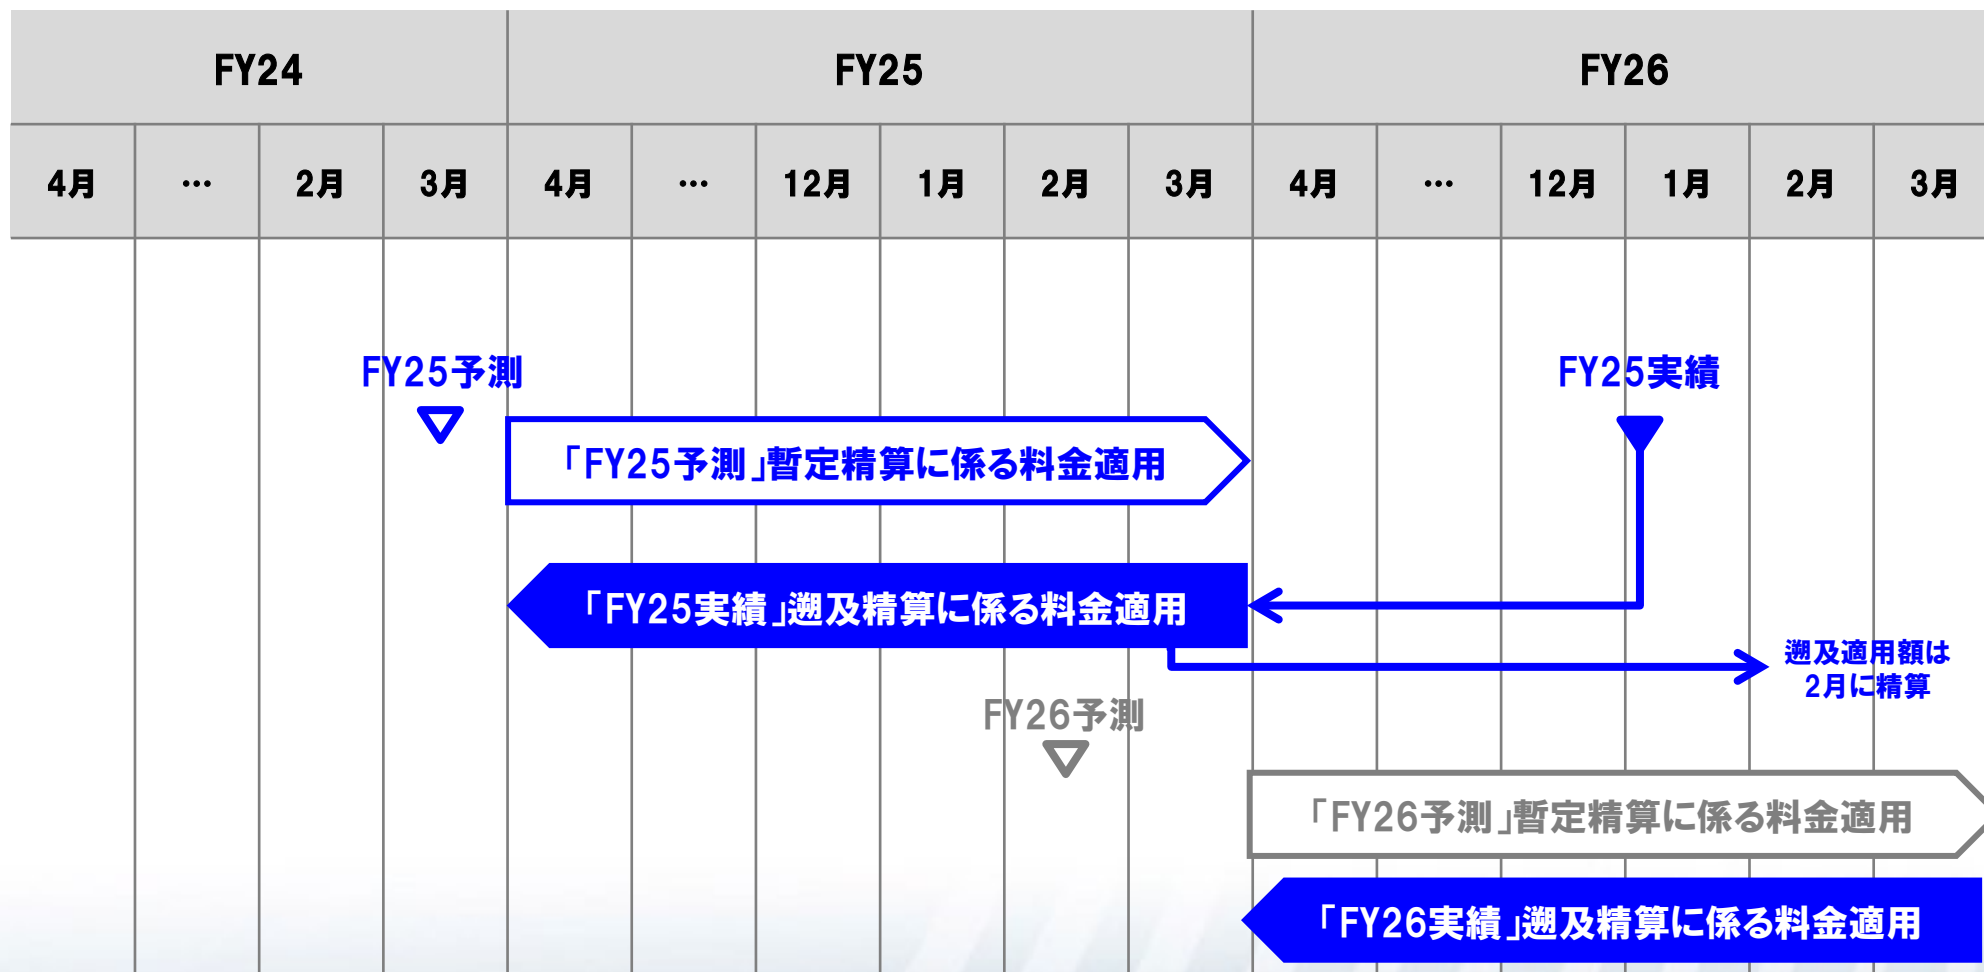 FY24 FY25 FY26
4月 … 2月 3月 4月 … 12月 1月 2月 3月 4月 … 12月 1月 2月 3月
FY25予測
FY25実績
「FY25予測」暫定精算に係る料金適用
「FY25実績」遡及精算に係る料金適用
遡及適用額は
2月に精算
FY26予測
「FY26予測」暫定精算に係る料金適用
「FY26実績」遡及精算に係る料金適用